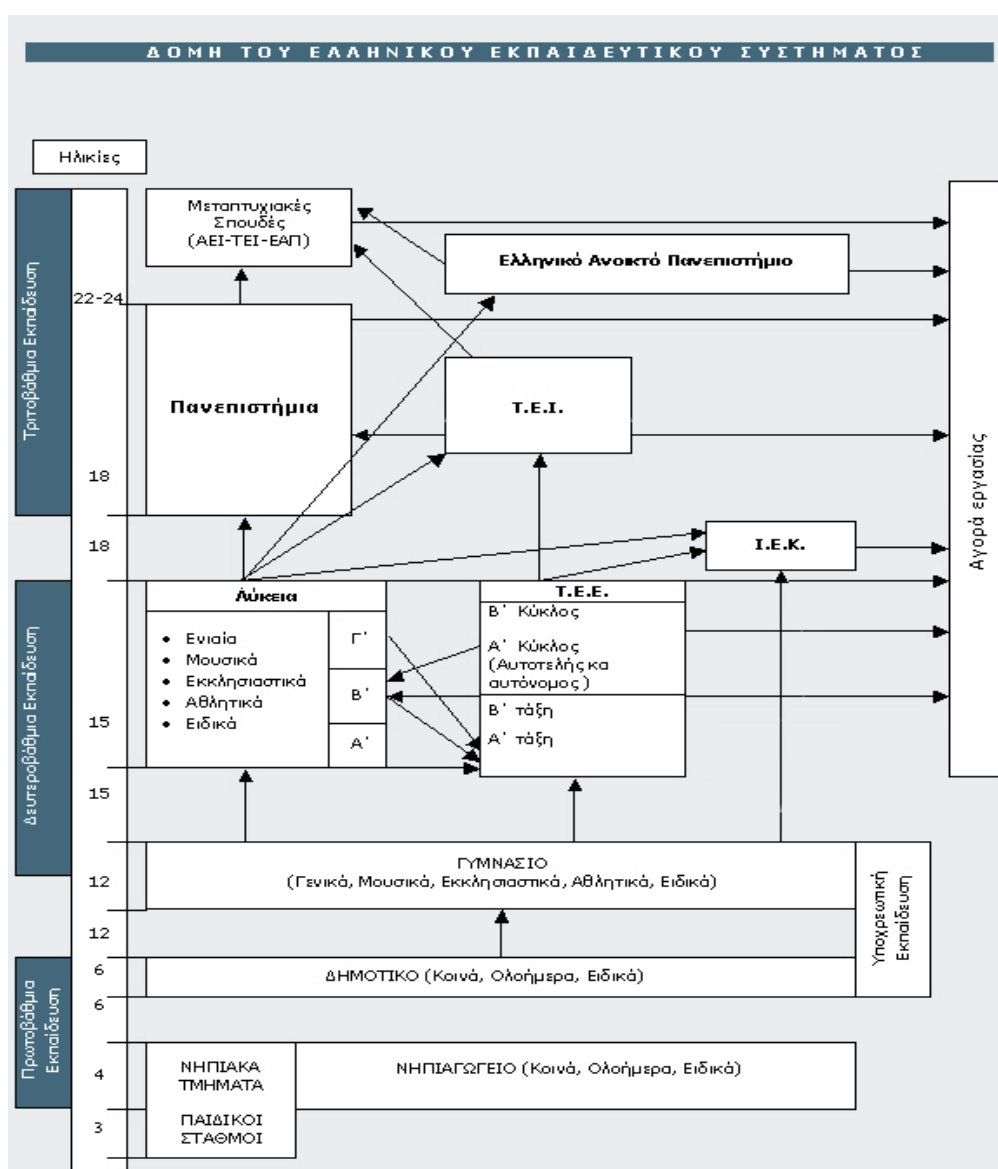 ΔΟΜΗ ΤΟΥ ΕΛΛΗΝΙΚΟΥ ΕΚΠΑΙΔΕΥΤΙΚΟΥ ΣΥΣΤΗΜΑΤΟΣ
Ηλικίες
Τριτοβάθμια Εκπαίδευση
Μεταπτυχιακές
Σπουδές
(ΑΕΙ-ΤΕΙ-ΕΑΠ)
Ελληνικό Ανοικτό Πανεπιστήμιο
22-24
Πανεπιστήμια
Τ.Ε.Ι.
18
18
Ι.Ε.Κ.
Αγορά εργασίας
Δευτεροβάθμια Εκπαίδευση
Λύκεια
• Ενιαία
• Μουσικά
• Εκκλησιαστικά
• Αθλητικά
• Ειδικά
Γ'
Β'
Α'
Τ.Ε.Ε.
Β' Κύκλος
Α' Κύκλος
(Αυτοτελής κα
αυτόνομος)
Β' τάξη
Α' τάξη
15
15
ΓΥΜΝΑΣΙΟ
(Γενικά, Μουσικά, Εκκλησιαστικά, Αθλητικά, Ειδικά)
12
12
Υποχρεωτική
Εκπαίδευση
Πρωτοβάθμια
Εκπαίδευση
6
ΔΗΜΟΤΙΚΟ (Κοινά, Ολοήμερα, Ειδικά)
6
4
ΝΗΠΙΑΚΑ
ΤΜΗΜΑΤΑ
ΝΗΠΙΑΓΩΓΕΙΟ (Κοινά, Ολοήμερα, Ειδικά)
3
ΠΑΙΔΙΚΟΙ
ΣΤΑΘΜΟΙ